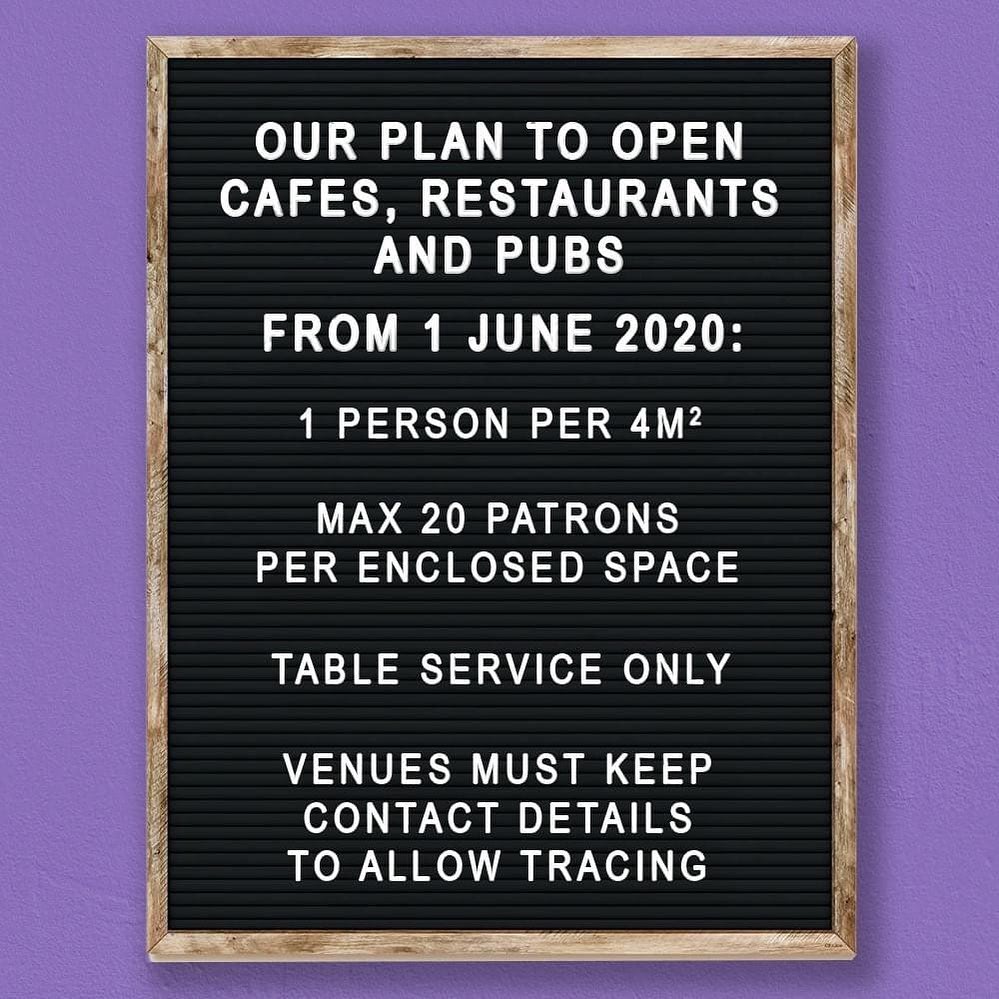 OUR PLAN TO OPEN
CAFES, RESTAURANTS
AND PUBS
FROM 1 JUNE 2020:
1 PERSON PER 4M²
MAX 20 PATRONS
PER ENCLOSED SPACE
TABLE SERVICE ONLY
VENUES MUST KEEP
CONTACT DETAILS
TO ALLOW TRACING